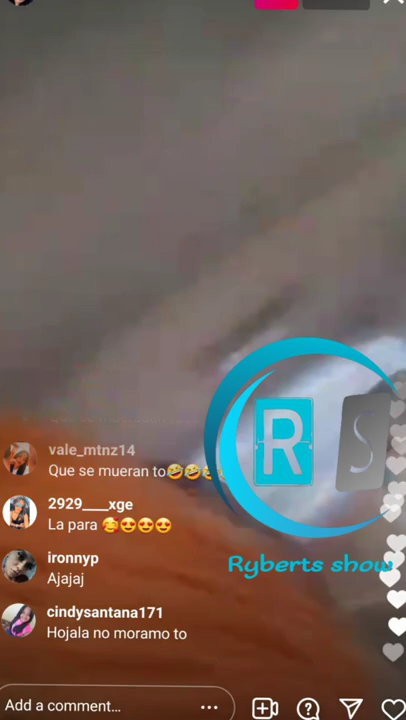 vale_mtnz14
Que se mueran to🤣🤣🤣
R S
2929___xge
La para 🥰😍😍😍
Ryberts show
ironnyp
Ajajaj
cindysantana171
Hojala no moramo to
Add a comment...